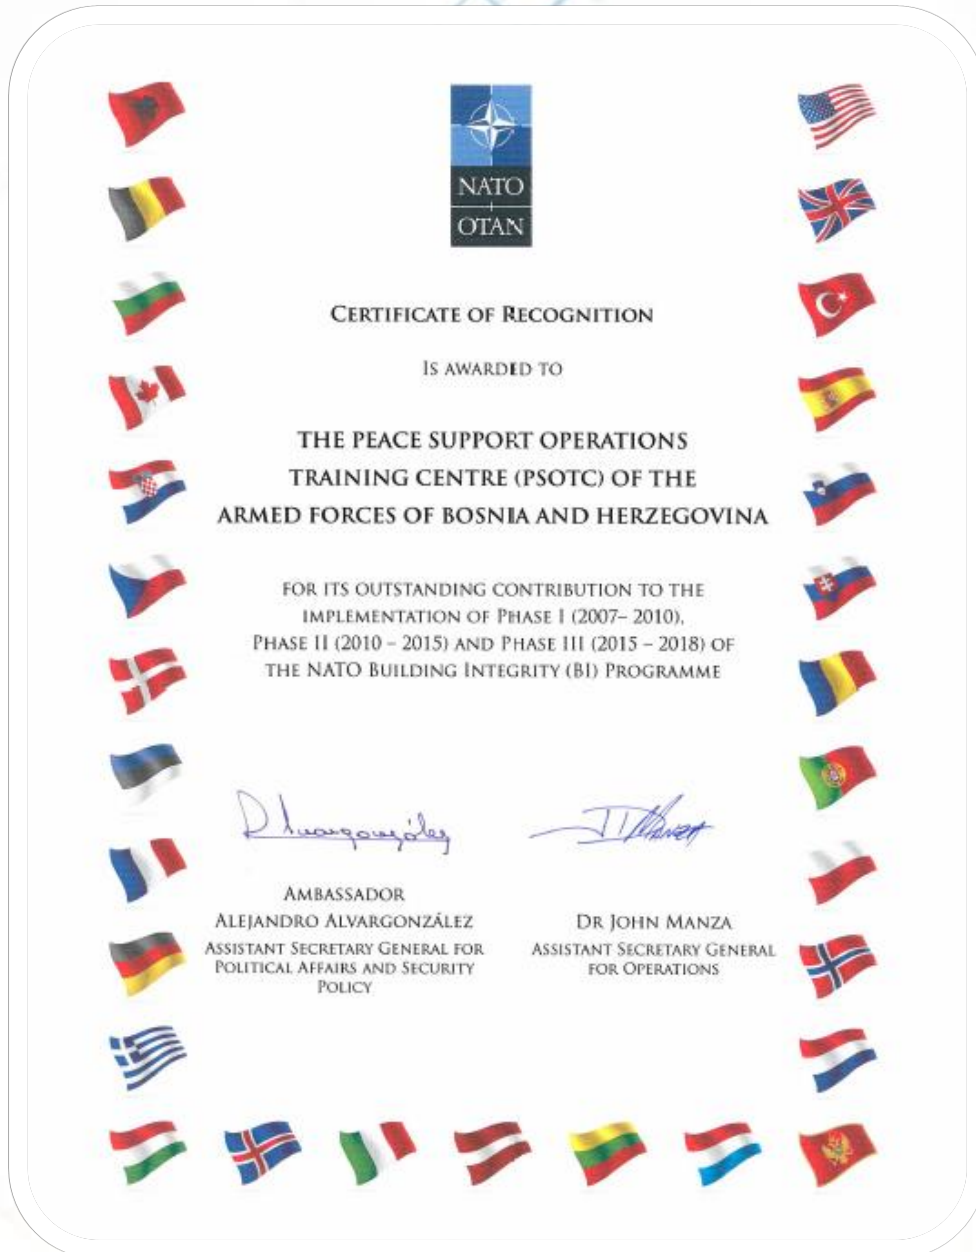 NATO
OTAN
CERTIFICATE OF RECOGNITION
IS AWARDED TO
THE PEACE SUPPORT OPERATIONS
TRAINING CENTRE (PSOTC) OF THE
ARMED FORCES OF BOSNIA AND HERZEGOVINA
FOR ITS OUTSTANDING CONTRIBUTION TO THE
IMPLEMENTATION OF PHASE I (2007– 2010),
PHASE II (2010 – 2015) AND PHASE III (2015 – 2018) OF
THE NATO BUILDING INTEGRITY (BI) PROGRAMME
AMBASSADOR
ALEJANDRO ALVARGONZÁLEZ
ASSISTANT SECRETARY GENERAL FOR
POLITICAL AFFAIRS AND SECURITY
POLICY
DR JOHN MANZA
ASSISTANT SECRETARY GENERAL
FOR OPERATIONS